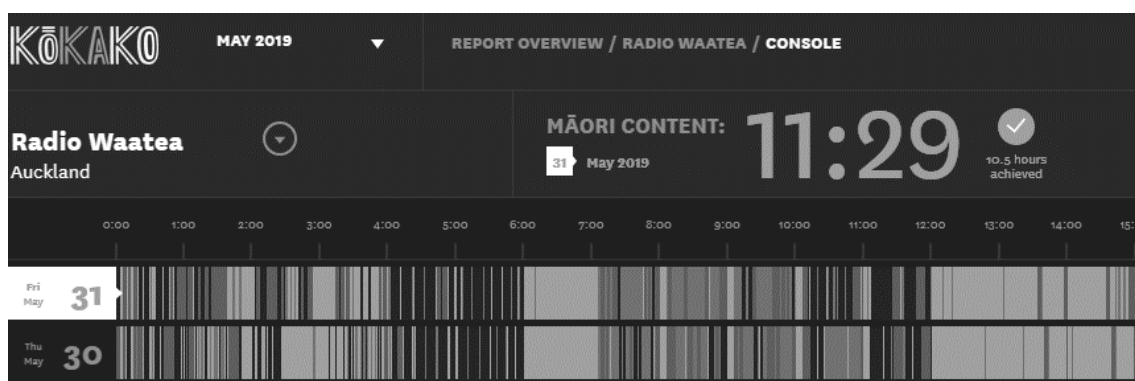 KŌKAKO
MAY 2019
REPORT OVERVIEW / RADIO WAATEA / CONSOLE
Radio Waatea
Auckland
MĀORI CONTENT:
31 May 2019
11:29
10.5 hours
achieved
0:00 1:00 2:00 3:00 4:00 5:00 6:00 7:00 8:00 9:00 10:00 11:00 12:00 13:00 14:00 15:
Fri
May
31
Thu
May
30